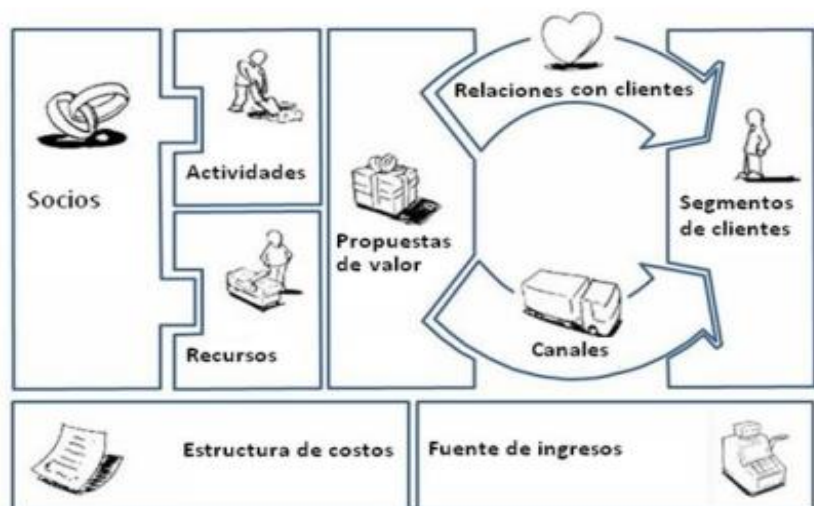 Socios
Actividades
Recursos
Propuestas
de valor
Relaciones con clientes
Canales
Segmentos
de clientes
Estructura de costos
Fuente de ingresos